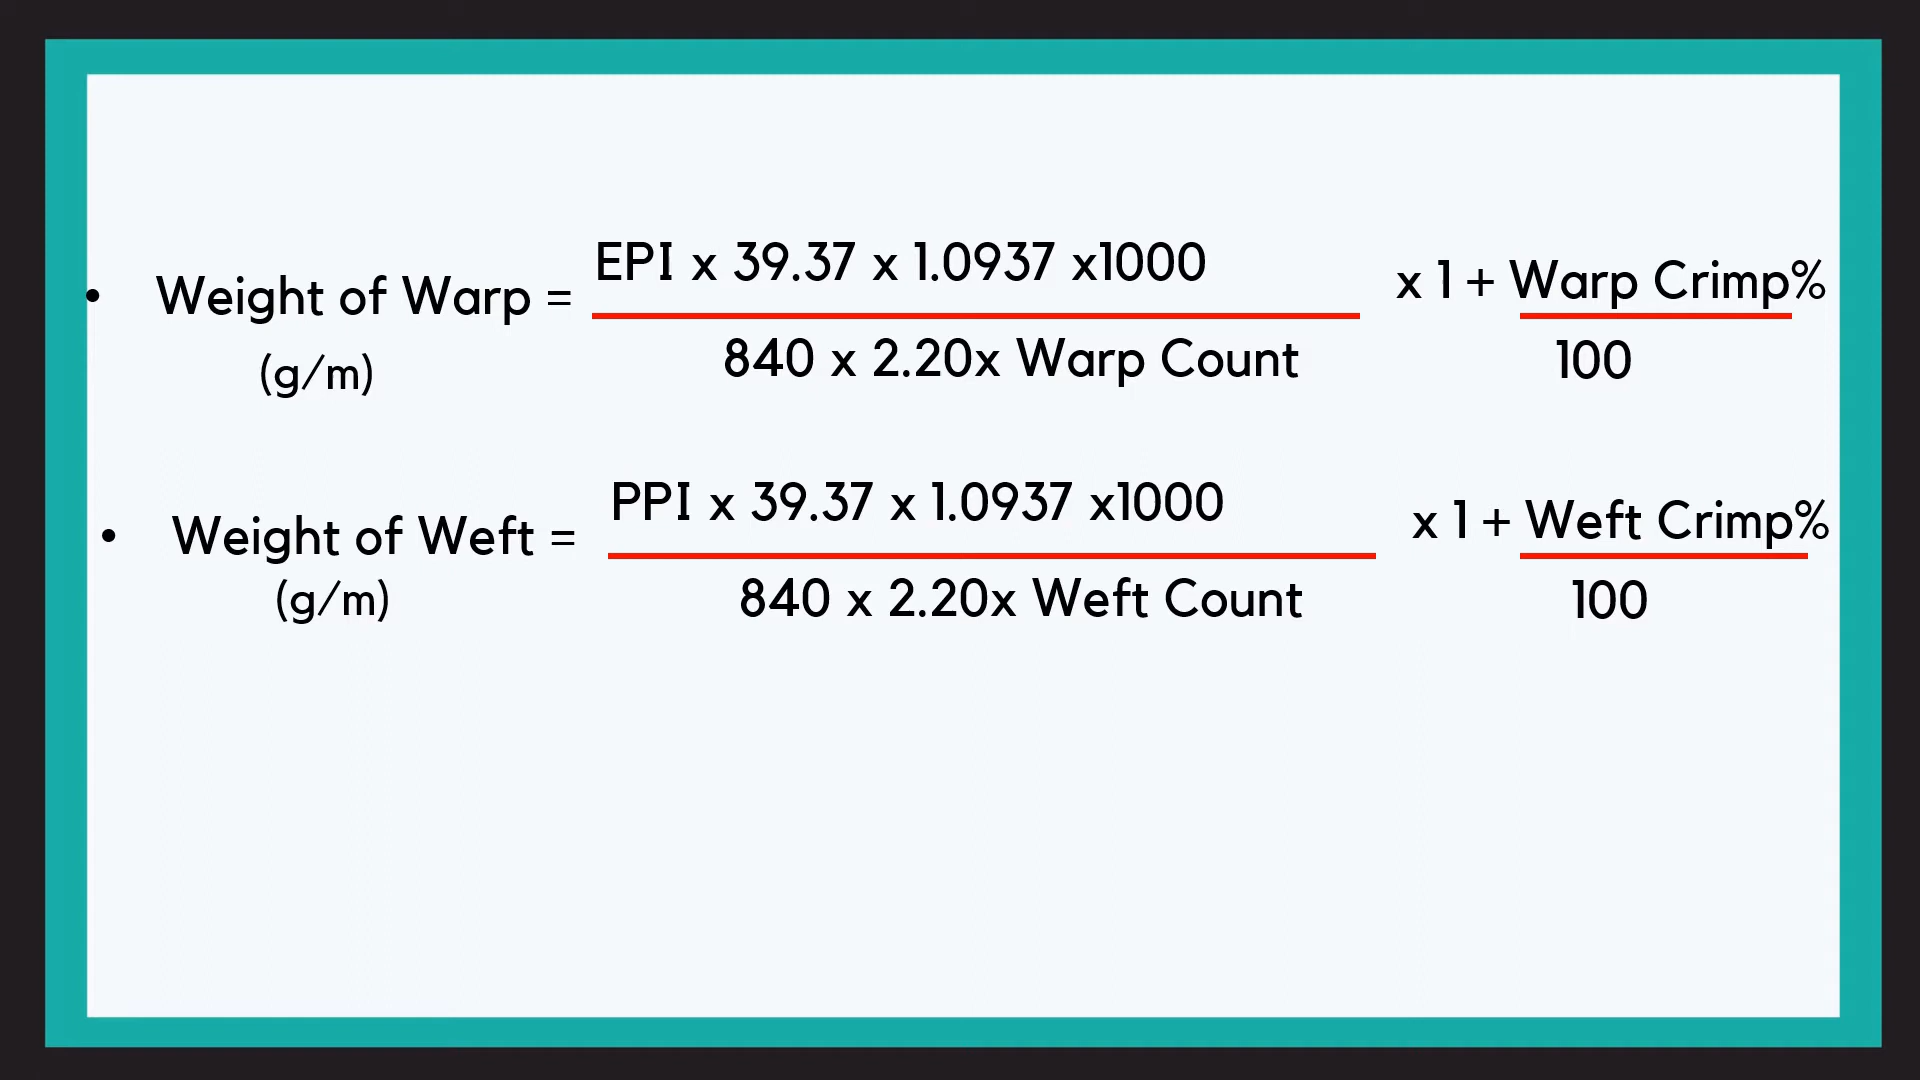 EPI x 39.37 x 1.0937 x1000
• Weight of Warp = x 1 + Warp Crimp%
(g/m) 840 x 2.20x Warp Count 100
PPI x 39.37 x 1.0937 x1000
• Weight of Weft = x 1 + Weft Crimp%
(g/m) 840 x 2.20x Weft Count 100